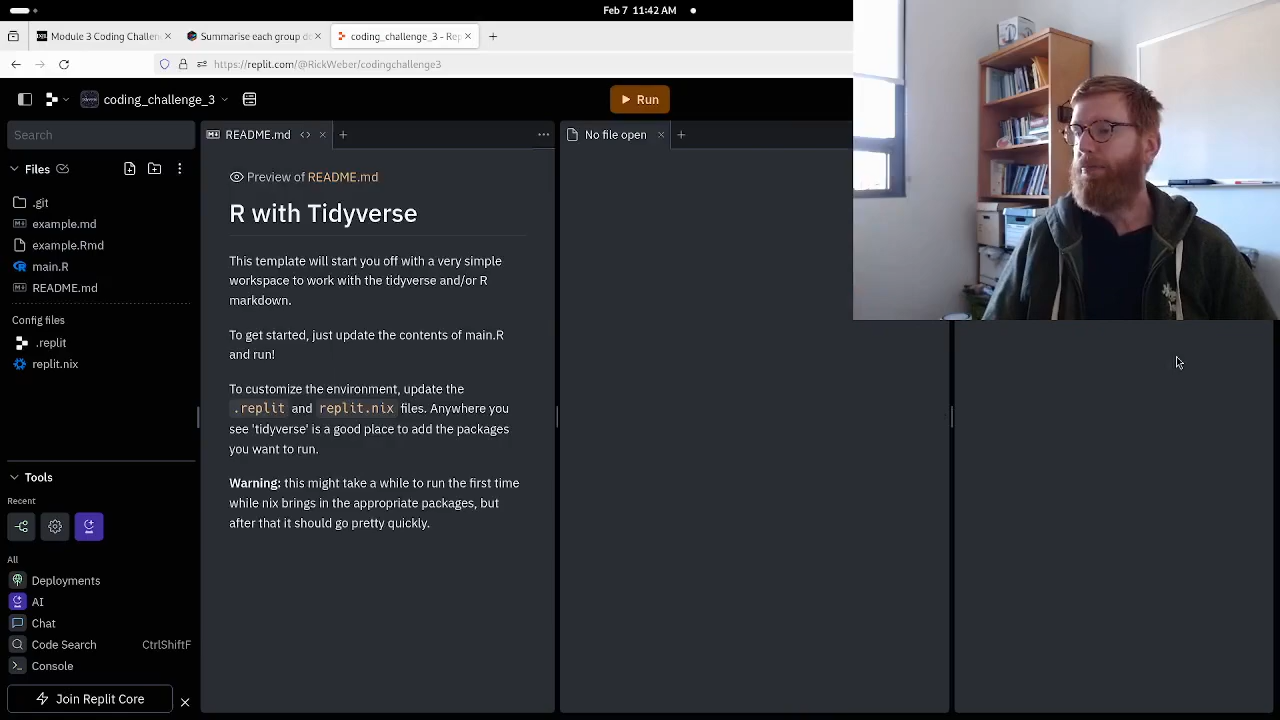 Feb 7 11:42 AM
Module 3 Coding Challen
Summarise each group do
coding_challenge_3 - Rep
https://replit.com/@RickWeber/codingchallenge3
coding_challenge_3
Run
Search
README.md
No file open
Files
.git
example.md
example.Rmd
main.R
README.md
Config files
.replit
replit.nix
Tools
Recent
All
Deployments
AI
Chat
Code Search CtrlShiftF
Console
Join Replit Core
Preview of README.md
R with Tidyverse
This template will start you off with a very simple
workspace to work with the tidyverse and/or R
markdown.
To get started, just update the contents of main.R
and run!
To customize the environment, update the
.replit and replit.nix files. Anywhere you
see 'tidyverse' is a good place to add the packages
you want to run.
Warning: this might take a while to run the first time
while nix brings in the appropriate packages, but
after that it should go pretty quickly.